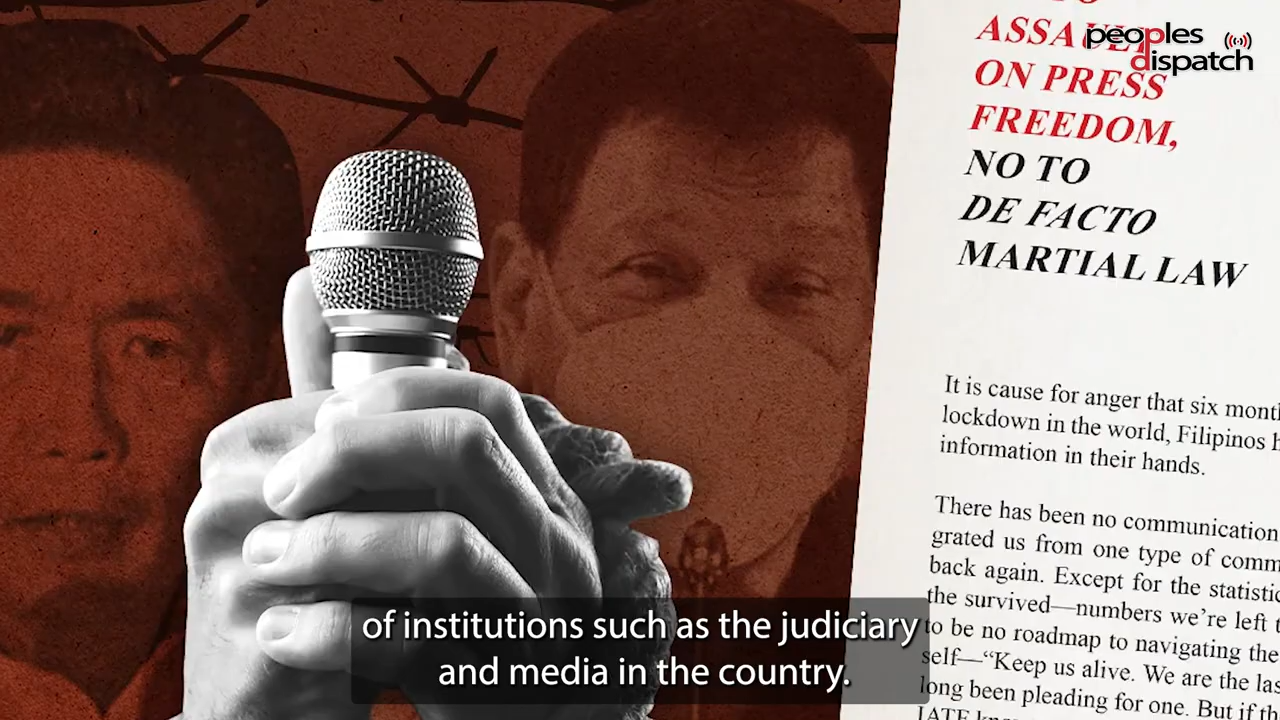 peoples
dispatch
ON PRESS
FREEDOM,
NO TO
DE FACTO
MARTIAL LAW
It is cause for anger that six
lockdown in the world, Filipinos
information in their hands.
There has been no communication
grated us from one type of
back again. Except for the
the survived—numbers we’re left
to be no roadmap to navigating the
self—“Keep us alive. We are the
long been pleading for one. But if
of institutions such as the judiciary
and media in the country.